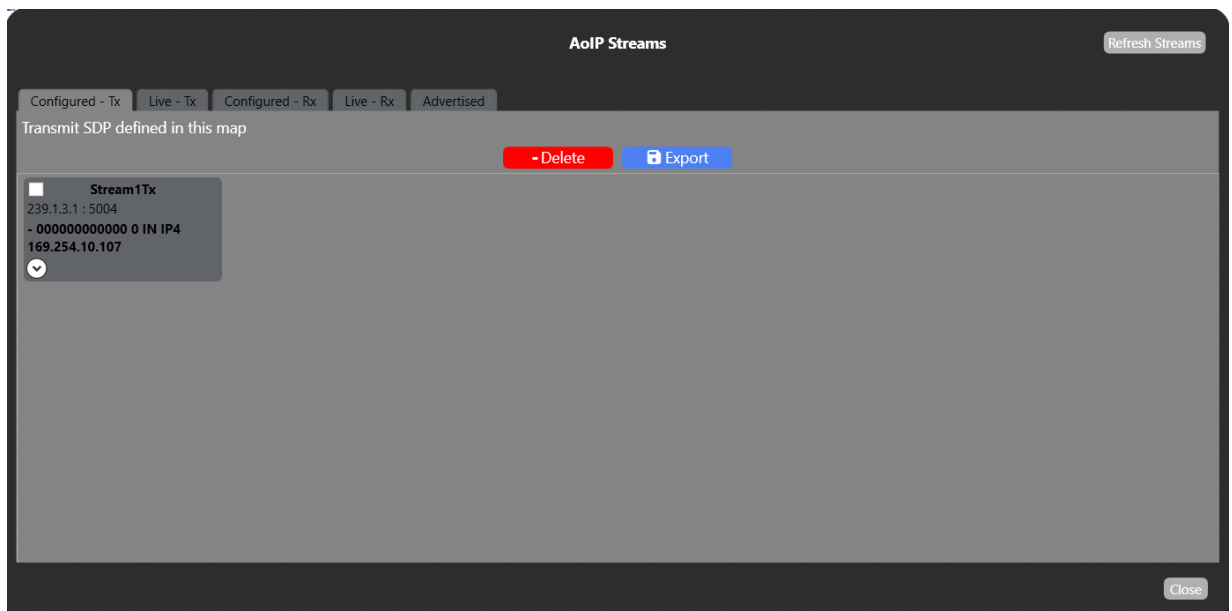 AoIP Streams
Refresh Streams
Configured - Tx
Live - Tx
Configured - Rx
Live - Rx
Advertised
Transmit SDP defined in this map
- Delete
Export
Stream1Tx
239.1.3.1 : 5004
- 000000000000 0 IN IP4
169.254.10.107
Close